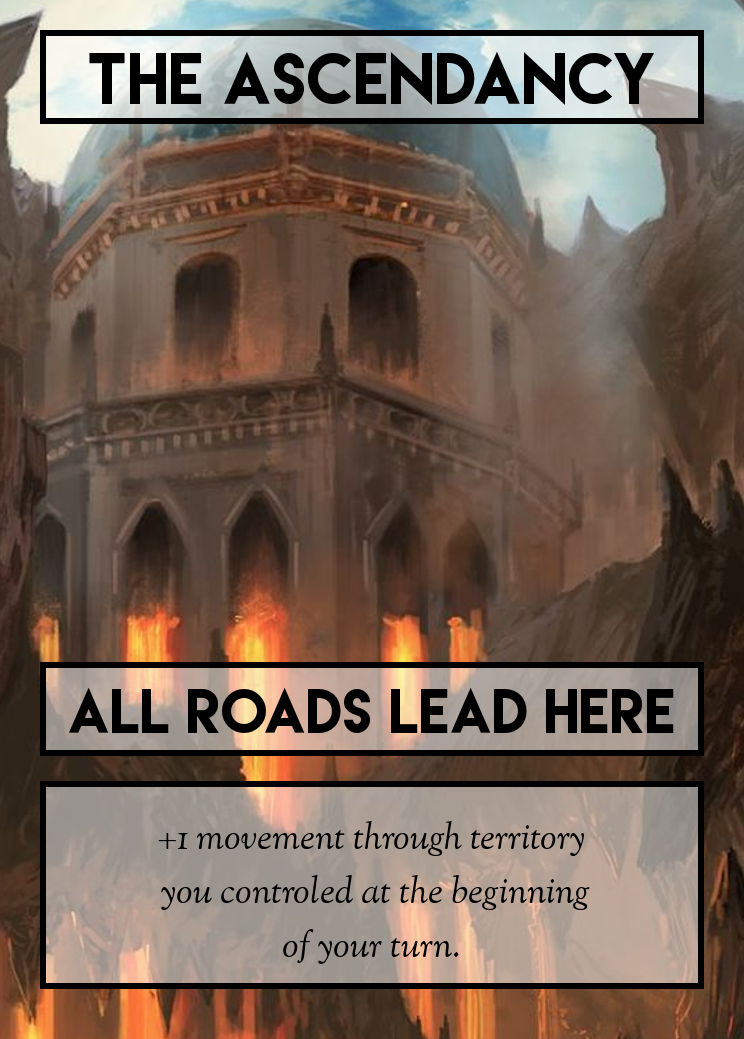 THE ASCENDANCY
ALL ROADS LEAD HERE
+1 movement through territory
you controled at the beginning
of your turn.